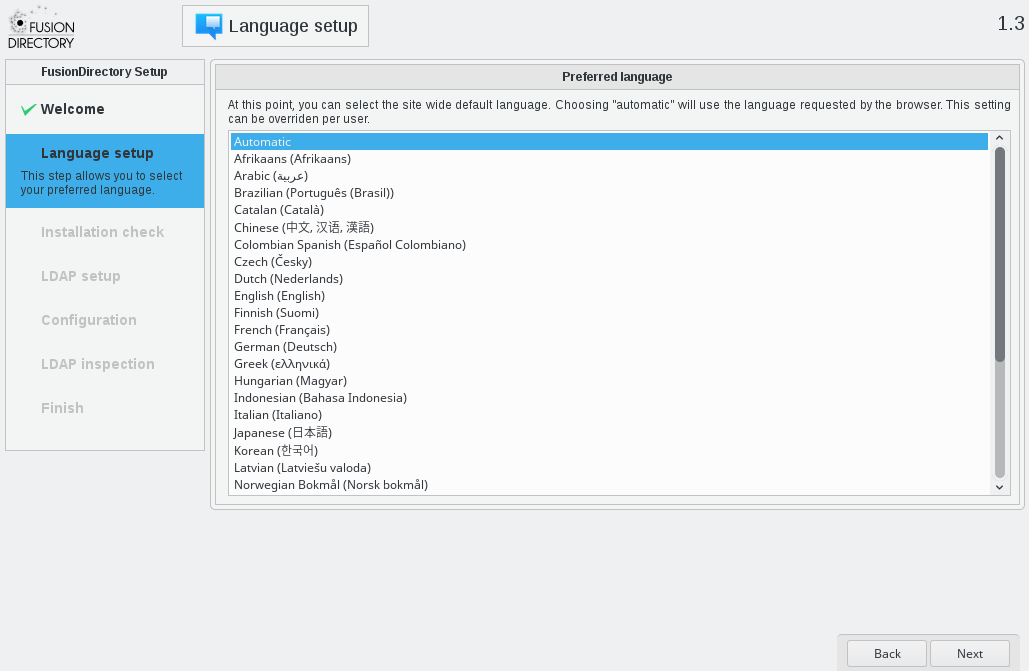 FUSION
DIRECTORY
Language setup
1.3
FusionDirectory Setup
Welcome
Language setup
This step allows you to select
your preferred language.
Installation check
LDAP setup
Configuration
LDAP inspection
Finish
Preferred language
At this point, you can select the site wide default language. Choosing "automatic" will use the language requested by the browser. This setting
can be overriden per user.
Automatic
Afrikaans (Afrikaans)
Arabic (عربية)
Brazilian (Português (Brasil))
Catalan (Català)
Chinese (中文, 汉语, 漢語)
Colombian Spanish (Español Colombiano)
Czech (Česky)
Dutch (Nederlands)
English (English)
Finnish (Suomi)
French (Français)
German (Deutsch)
Greek (ελληνικά)
Hungarian (Magyar)
Indonesian (Bahasa Indonesia)
Italian (Italiano)
Japanese (日本語)
Korean (한국어)
Latvian (Latviešu valoda)
Norwegian Bokmål (Norsk bokmål)
Back
Next